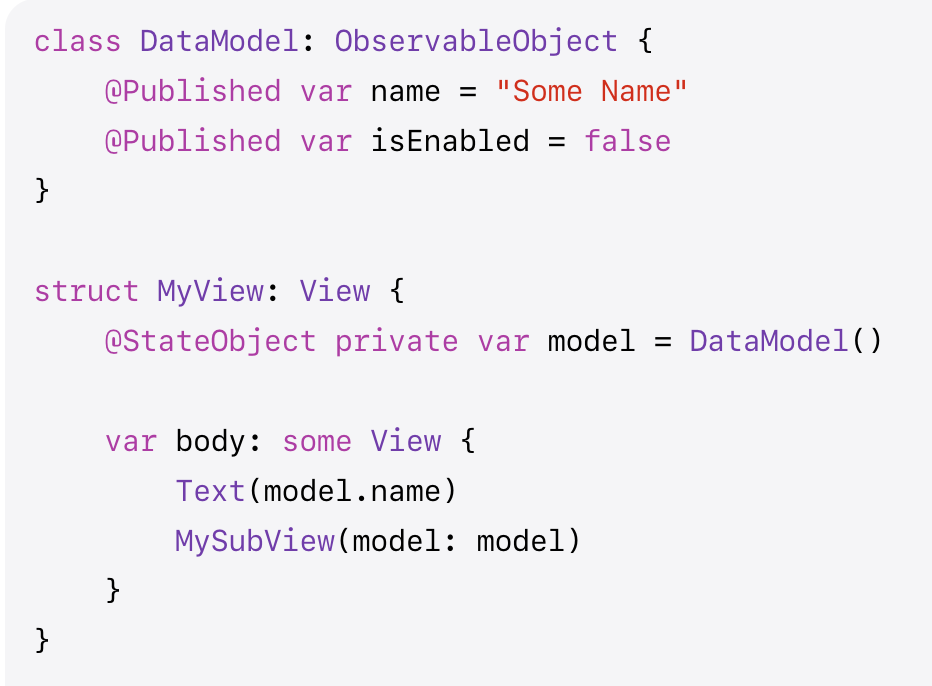 class DataModel: ObservableObject {
    @Published var name = "Some Name"
    @Published var isEnabled = false
}

struct MyView: View {
    @StateObject private var model = DataModel()

    var body: some View {
        Text(model.name)
        MySubView(model: model)
    }
}